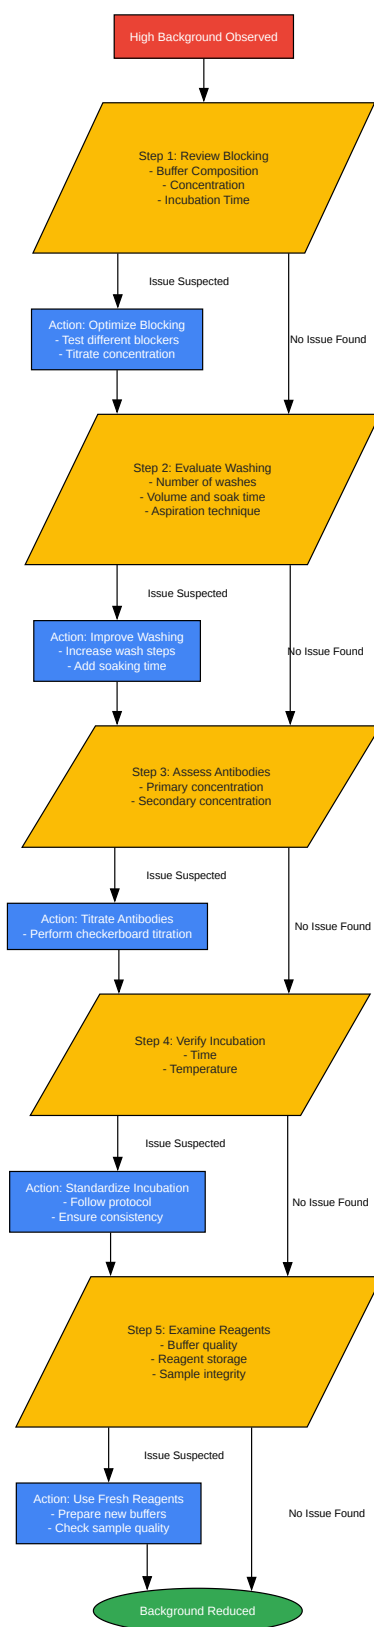 High Background Observed
Step 1: Review Blocking
- Buffer Composition
- Concentration
- Incubation Time
Issue Suspected
Action: Optimize Blocking
- Test different blockers
- Titrate concentration
No Issue Found
Step 2: Evaluate Washing
- Number of washes
- Volume and soak time
- Aspiration technique
Issue Suspected
Action: Improve Washing
- Increase wash steps
- Add soaking time
No Issue Found
Step 3: Assess Antibodies
- Primary concentration
- Secondary concentration
Issue Suspected
Action: Titrate Antibodies
- Perform checkerboard titration
No Issue Found
Step 4: Verify Incubation
- Time
- Temperature
Issue Suspected
Action: Standardize Incubation
- Follow protocol
- Ensure consistency
No Issue Found
Step 5: Examine Reagents
- Buffer quality
- Reagent storage
- Sample integrity
Issue Suspected
Action: Use Fresh Reagents
- Prepare new buffers
- Check sample quality
No Issue Found
Background Reduced